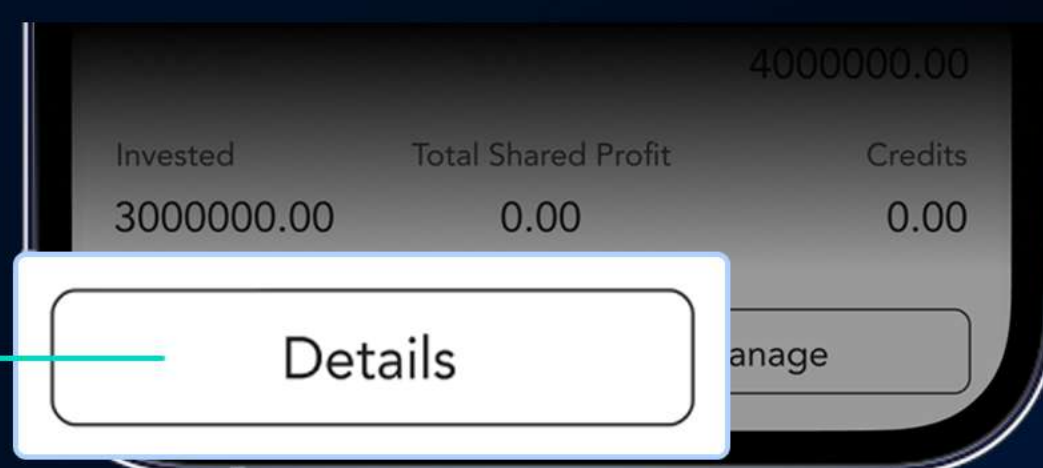 4000000.00
Invested Total Shared Profit Credits
3000000.00 0.00 0.00
Details anage